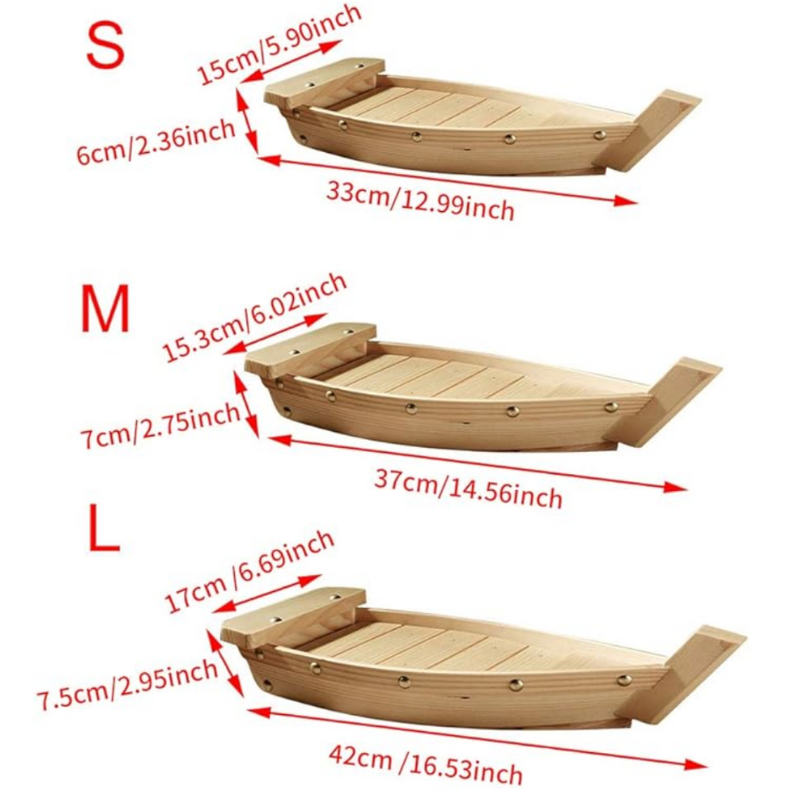 S
15cm/5.90inch
6cm/2.36inch
33cm/12.99inch
M
15.3cm/6.02inch
7cm/2.75inch
37cm/14.56inch
L
17cm /6.69inch
7.5cm/2.95inch
42cm /16.53inch